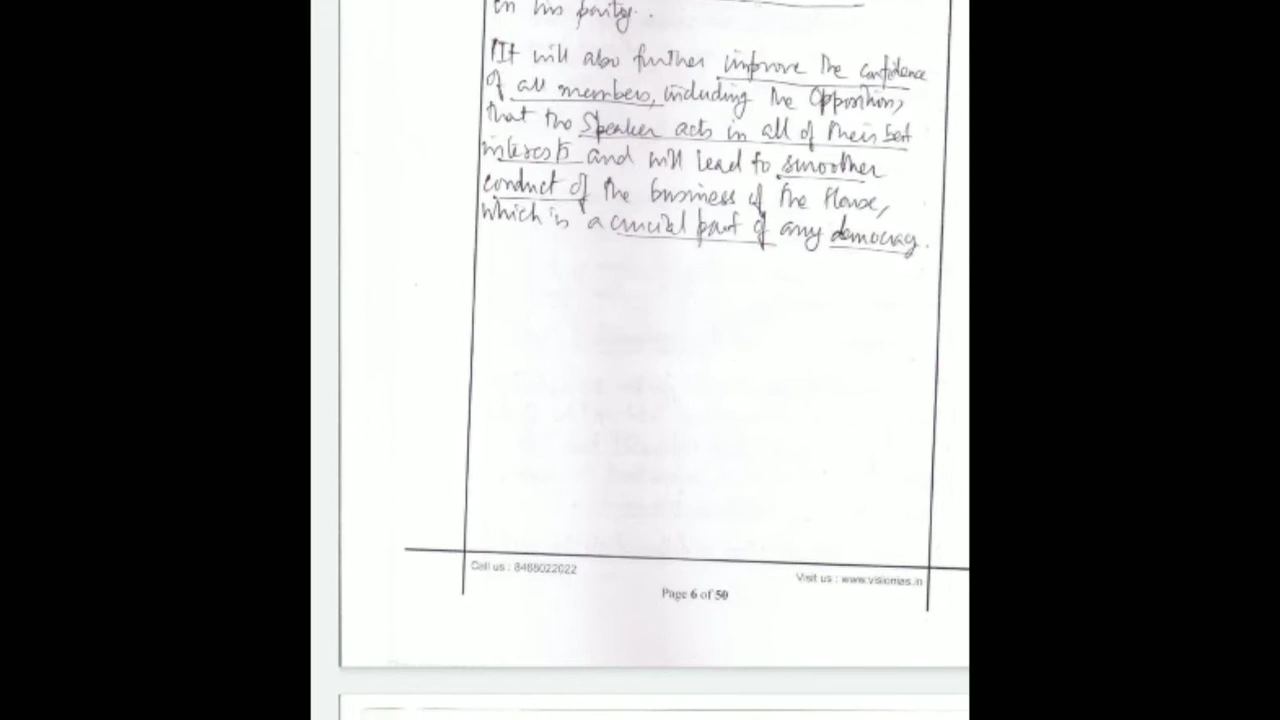 in his party.
It will also further improve the confidence
of all members, including the Opposition,
that the Speaker acts in all of their best
interests and will lead to smoother
conduct of the business of the House,
which is a crucial part of any democracy.
Call us : 8468022022
Visit us : www.visionias.in
Page 6 of 50